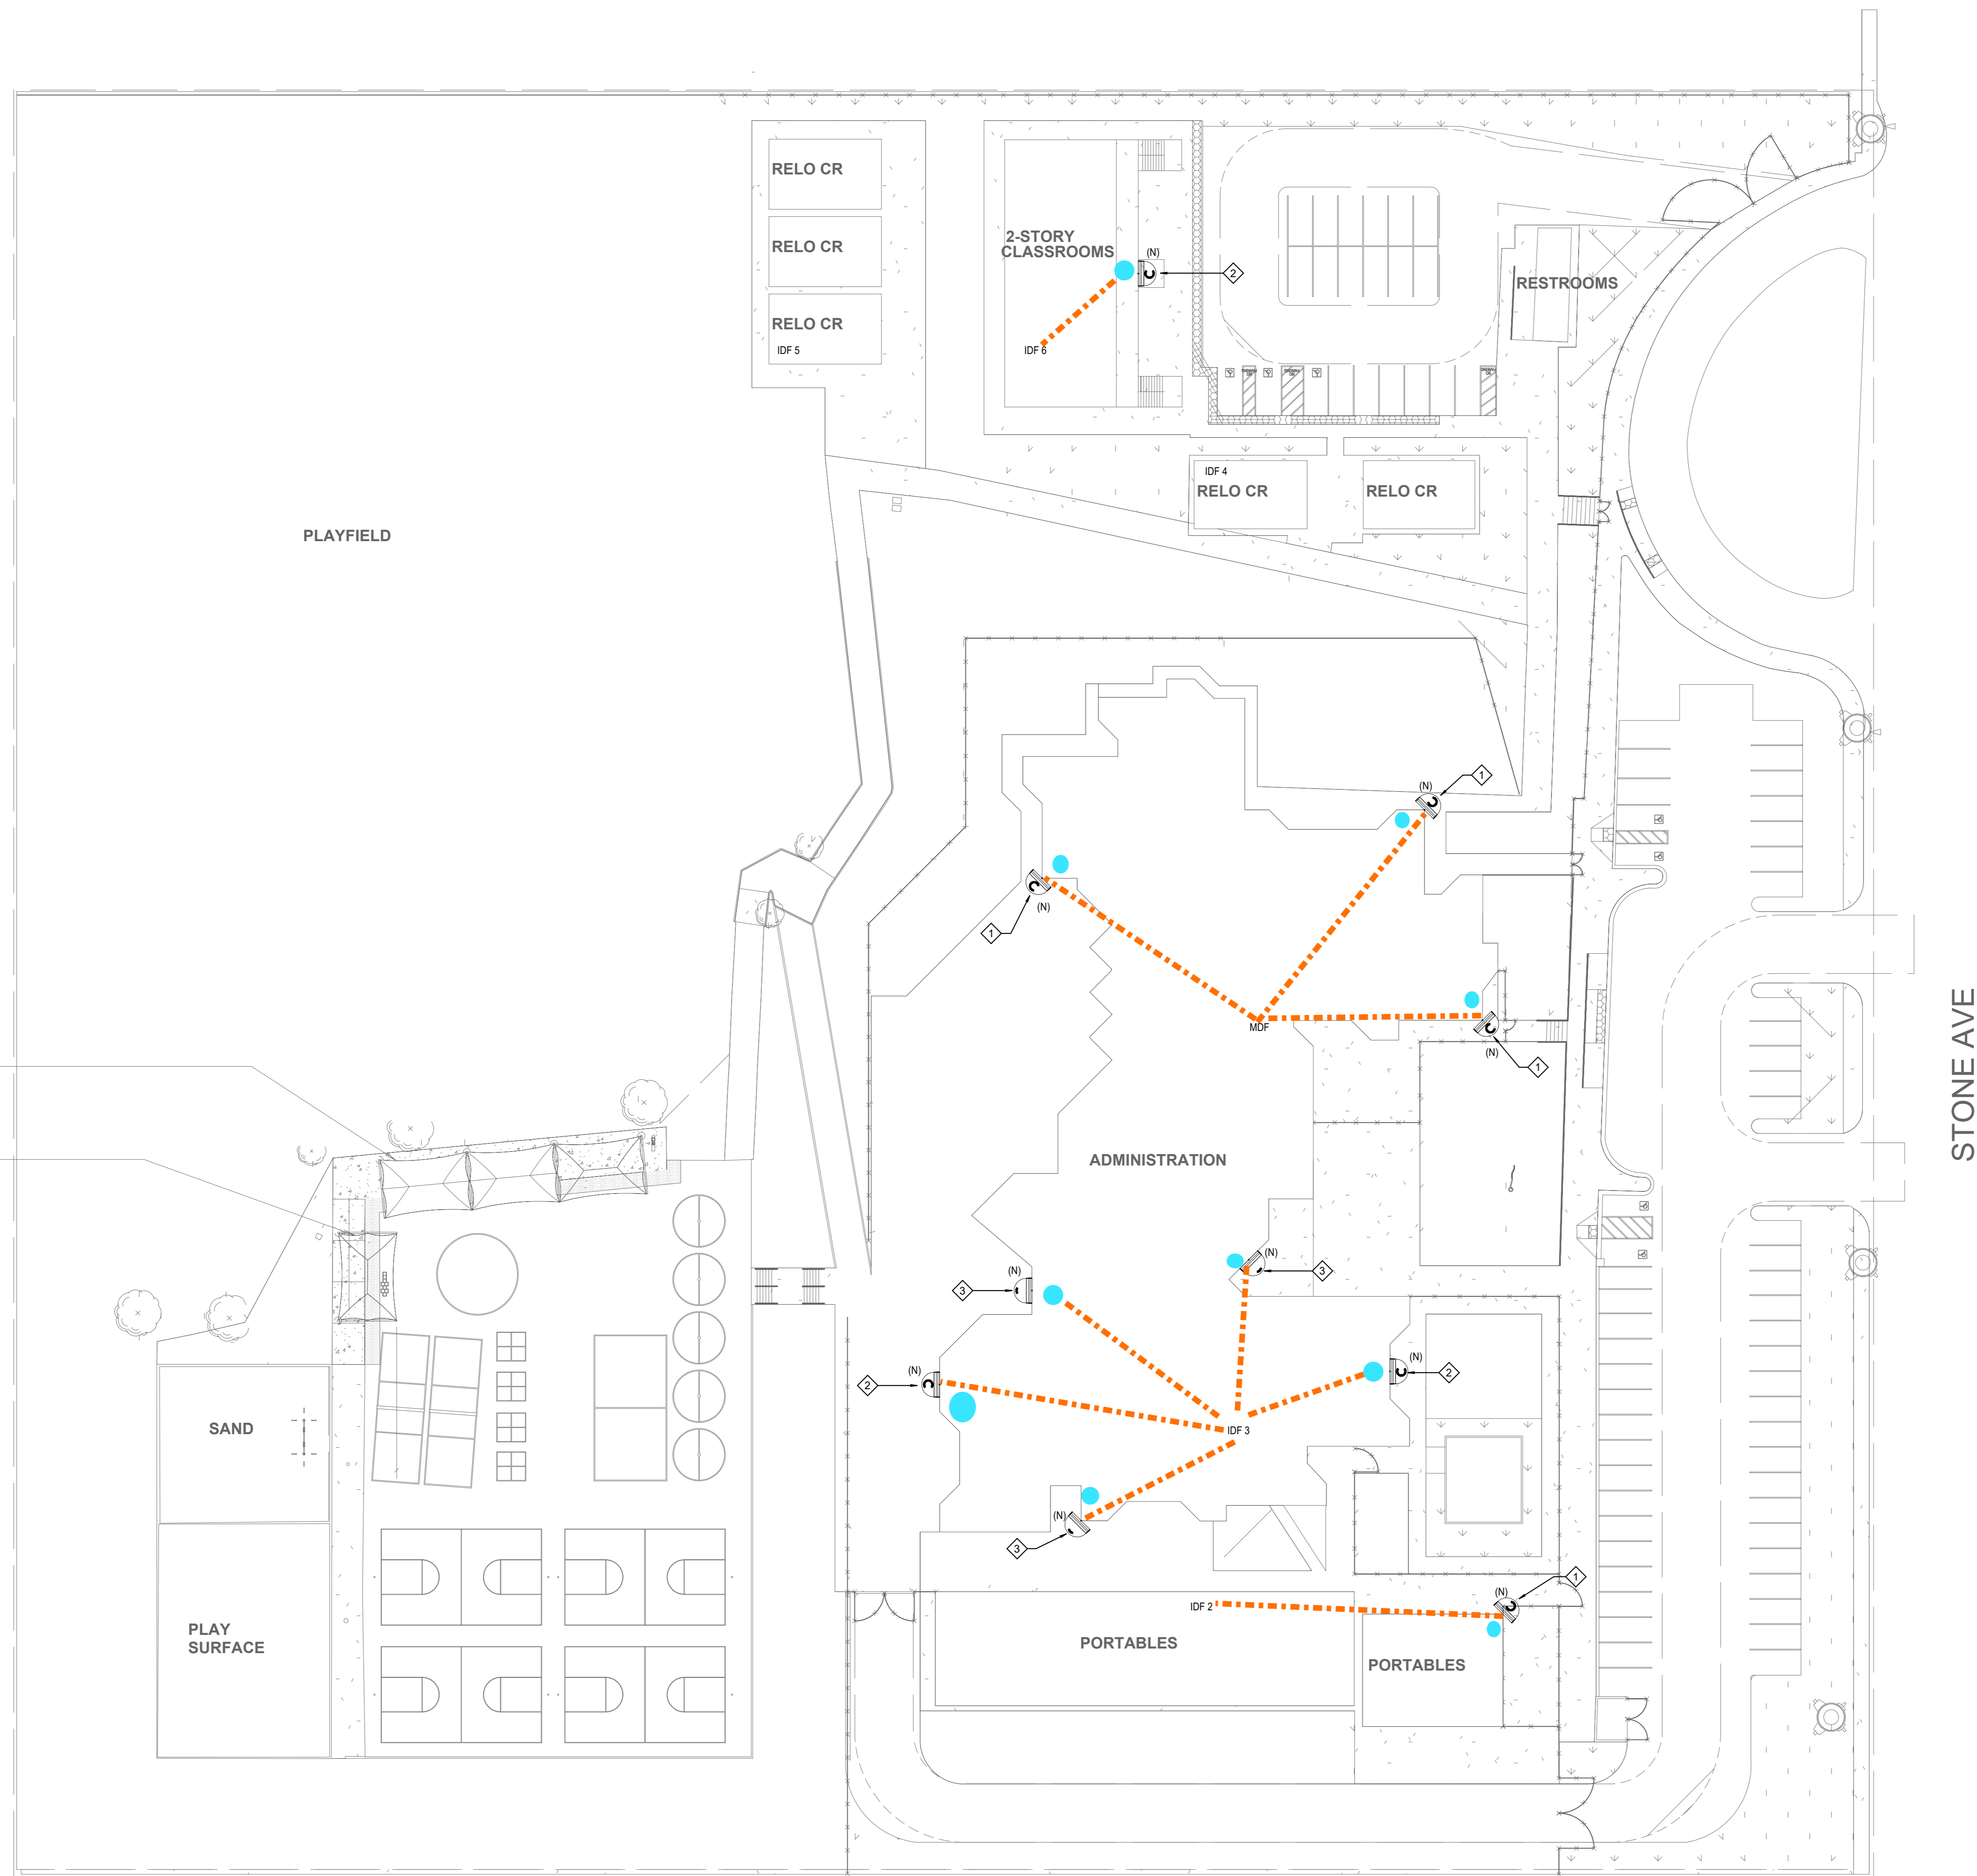 RELO CR
RELO CR
RELO CR
IDF 5
2-STORY
CLASSROOMS
(N)
2
IDF 6
RESTROOMS
IDF 4
RELO CR
RELO CR
PLAYFIELD
(N)
1
(N)
1
MDF
(N)
1
STONE AVE
ADMINISTRATION
(N)
3
(N)
3
(N)
2
(N)
2
IDF 3
SAND
(N)
3
(N)
1
IDF 2
PLAY
SURFACE
PORTABLES
PORTABLES